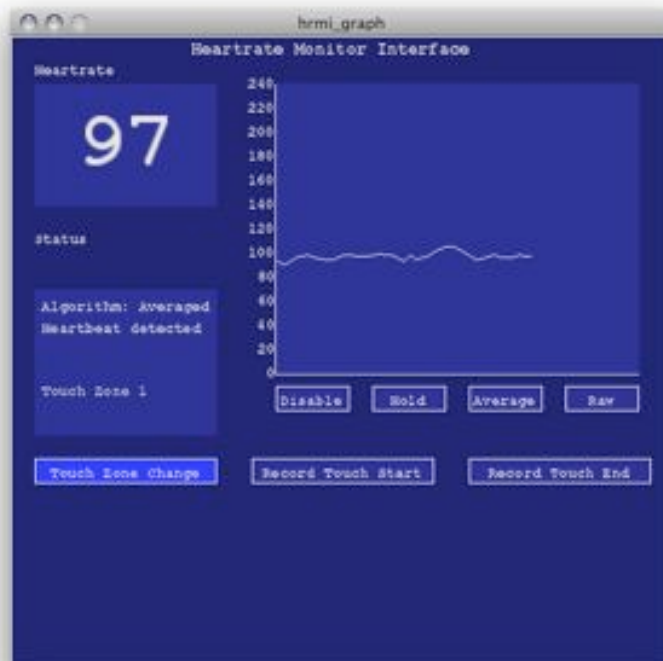 hrmi_graph
Heartrate Monitor Interface
Heartrate
97
240
220
200
180
160
140
120
100
80
60
40
20
0
Status
Algorithm: Averaged
Heartbeat detected
Touch Zone 1
Disable
Hold
Average
Raw
Touch Zone Change
Record Touch Start
Record Touch End